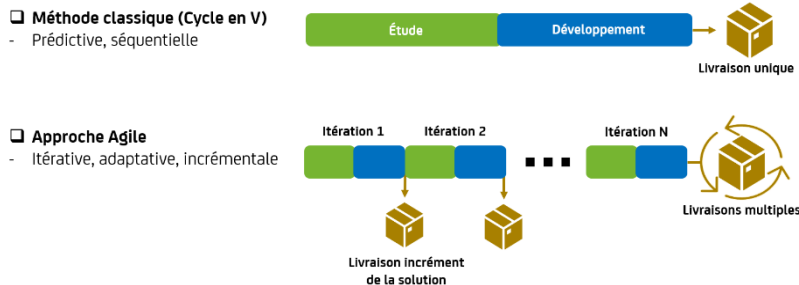 ❑ Méthode classique (Cycle en V)
- Prédictive, séquentielle
Étude
Développement
Livraison unique
❑ Approche Agile
- Itérative, adaptative, incrémentale
Itération 1
Itération 2
Itération N
Livraisons multiples
Livraison incrément
de la solution